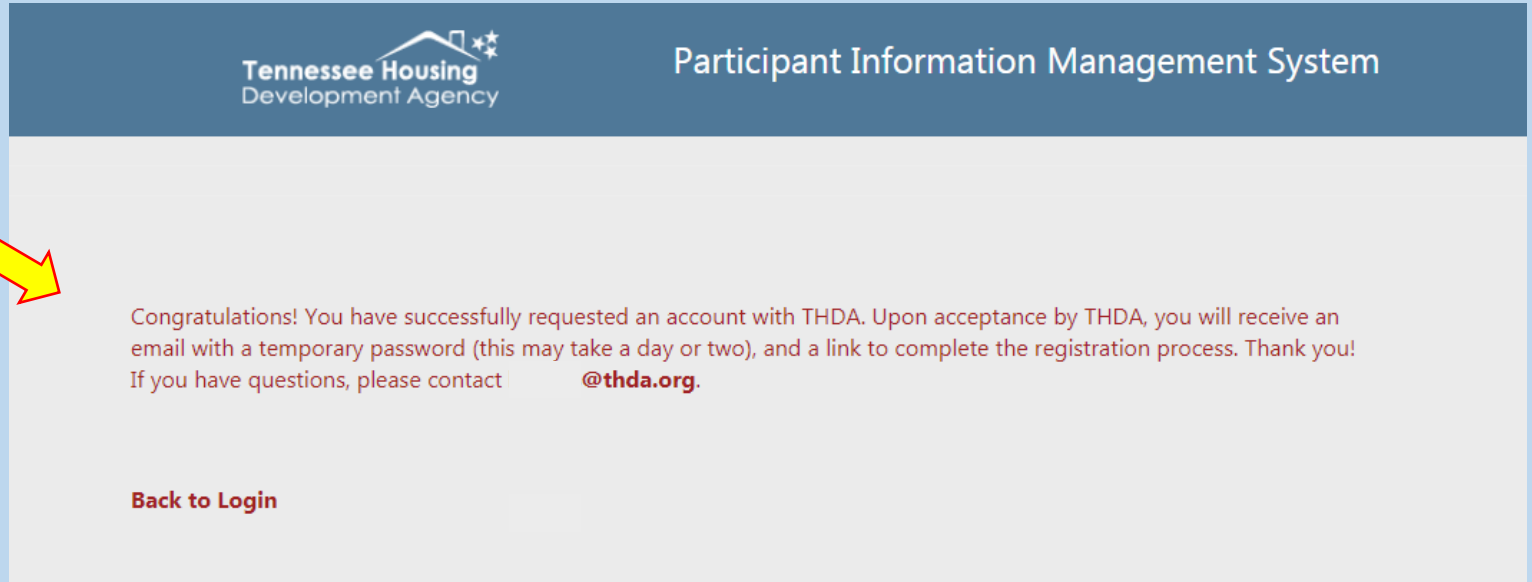 Tennessee Housing
Development Agency
Participant Information Management System
Congratulations! You have successfully requested an account with THDA. Upon acceptance by THDA, you will receive an
email with a temporary password (this may take a day or two), and a link to complete the registration process. Thank you!
If you have questions, please contact @thda.org.
Back to Login